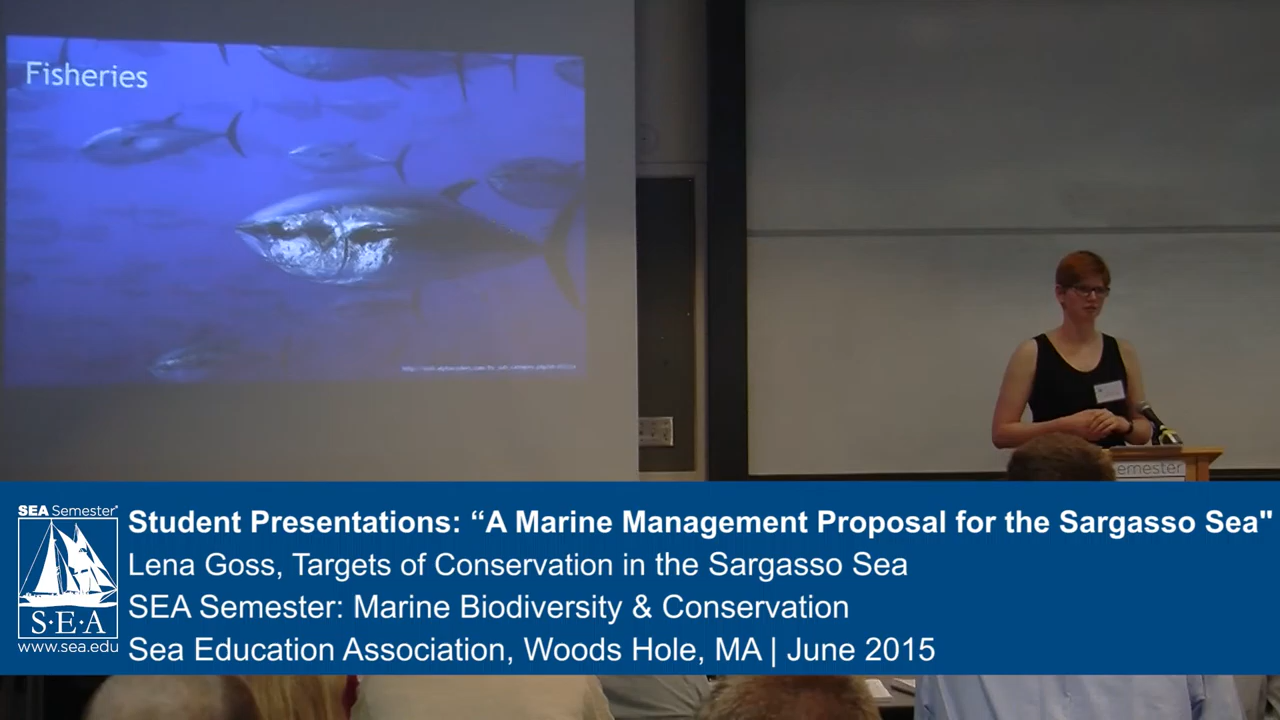 Fisheries
emester
SEA Semester®
S·E·A
www.sea.edu
Student Presentations: “A Marine Management Proposal for the Sargasso Sea"
Lena Goss, Targets of Conservation in the Sargasso Sea
SEA Semester: Marine Biodiversity & Conservation
Sea Education Association, Woods Hole, MA | June 2015